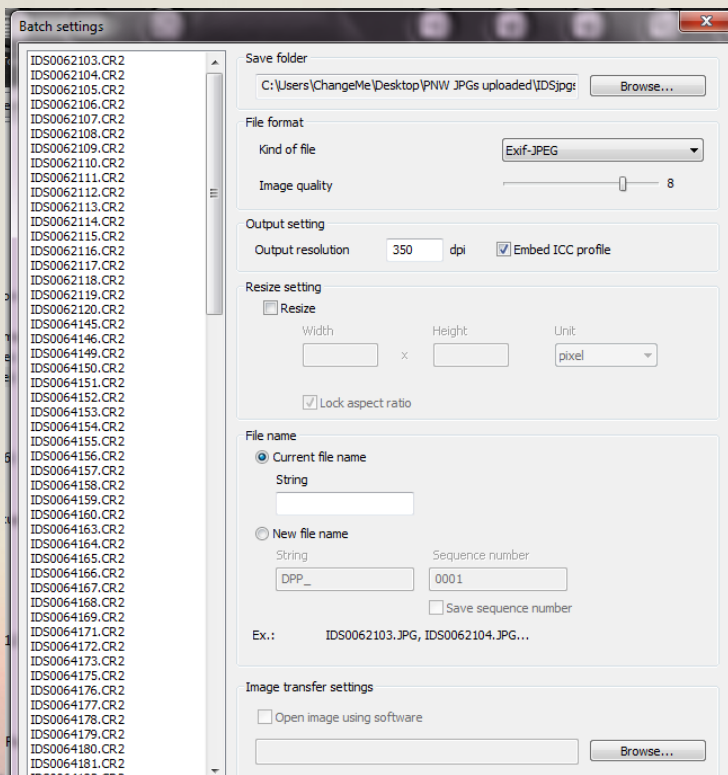 Batch settings
IDS0062103.CR2
IDS0062104.CR2
IDS0062105.CR2
IDS0062106.CR2
IDS0062107.CR2
IDS0062108.CR2
IDS0062109.CR2
IDS0062110.CR2
IDS0062111.CR2
IDS0062112.CR2
IDS0062113.CR2
IDS0062114.CR2
IDS0062115.CR2
IDS0062116.CR2
IDS0062117.CR2
IDS0062118.CR2
IDS0062119.CR2
IDS0062120.CR2
IDS0064145.CR2
IDS0064146.CR2
IDS0064149.CR2
IDS0064150.CR2
IDS0064151.CR2
IDS0064152.CR2
IDS0064153.CR2
IDS0064154.CR2
IDS0064155.CR2
IDS0064156.CR2
IDS0064157.CR2
IDS0064158.CR2
IDS0064159.CR2
IDS0064160.CR2
IDS0064163.CR2
IDS0064164.CR2
IDS0064165.CR2
IDS0064166.CR2
IDS0064167.CR2
IDS0064168.CR2
IDS0064169.CR2
IDS0064171.CR2
IDS0064172.CR2
IDS0064173.CR2
IDS0064175.CR2
IDS0064176.CR2
IDS0064177.CR2
IDS0064178.CR2
IDS0064179.CR2
IDS0064180.CR2
IDS0064181.CR2
Save folder
C:\Users\ChangeMe\Desktop\PNW JPGs uploaded\IDSjpgs Browse...
File format
Kind of file Exif-JPEG
Image quality 8
Output setting
Output resolution 350 dpi Embed ICC profile
Resize setting
Resize
Width Height Unit
x pixel
Lock aspect ratio
File name
Current file name
String
New file name
String Sequence number
DPP_ 0001
Save sequence number
Ex.: IDS0062103.JPG, IDS0062104.JPG...
Image transfer settings
Open image using software
Browse...